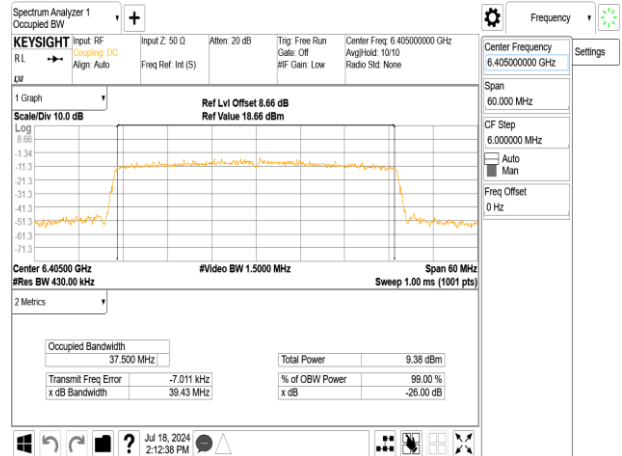 Spectrum Analyzer 1
Occupied BW
Frequency
KEYSIGHT
RL
Input: RF
Coupling: DC
Align: Auto
Input Z: 50 Ω
Freq Ref: Int (S)
Atten: 20 dB
Trig: Free Run
Gate: Off
#IF Gain: Low
Center Freq: 6.405000000 GHz
Avg|Hold: 10/10
Radio Std: None
Center Frequency
6.405000000 GHz
Settings
Span
60.000 MHz
CF Step
6.000000 MHz
Auto
Man
Freq Offset
0 Hz
1 Graph
Scale/Div 10.0 dB
Ref Lvl Offset 8.66 dB
Ref Value 18.66 dBm
Log
8.66
-1.34
-11.3
-21.3
-31.3
-41.3
-51.3
-61.3
-71.3
Center 6.40500 GHz
#Video BW 1.5000 MHz
Span 60 MHz
#Res BW 430.00 kHz
Sweep 1.00 ms (1001 pts)
2 Metrics
Occupied Bandwidth
37.500 MHz
Total Power 9.38 dBm
Transmit Freq Error -7.011 kHz
% of OBW Power 99.00 %
x dB Bandwidth 39.43 MHz
x dB -26.00 dB
?
Jul 18, 2024
2:12:38 PM